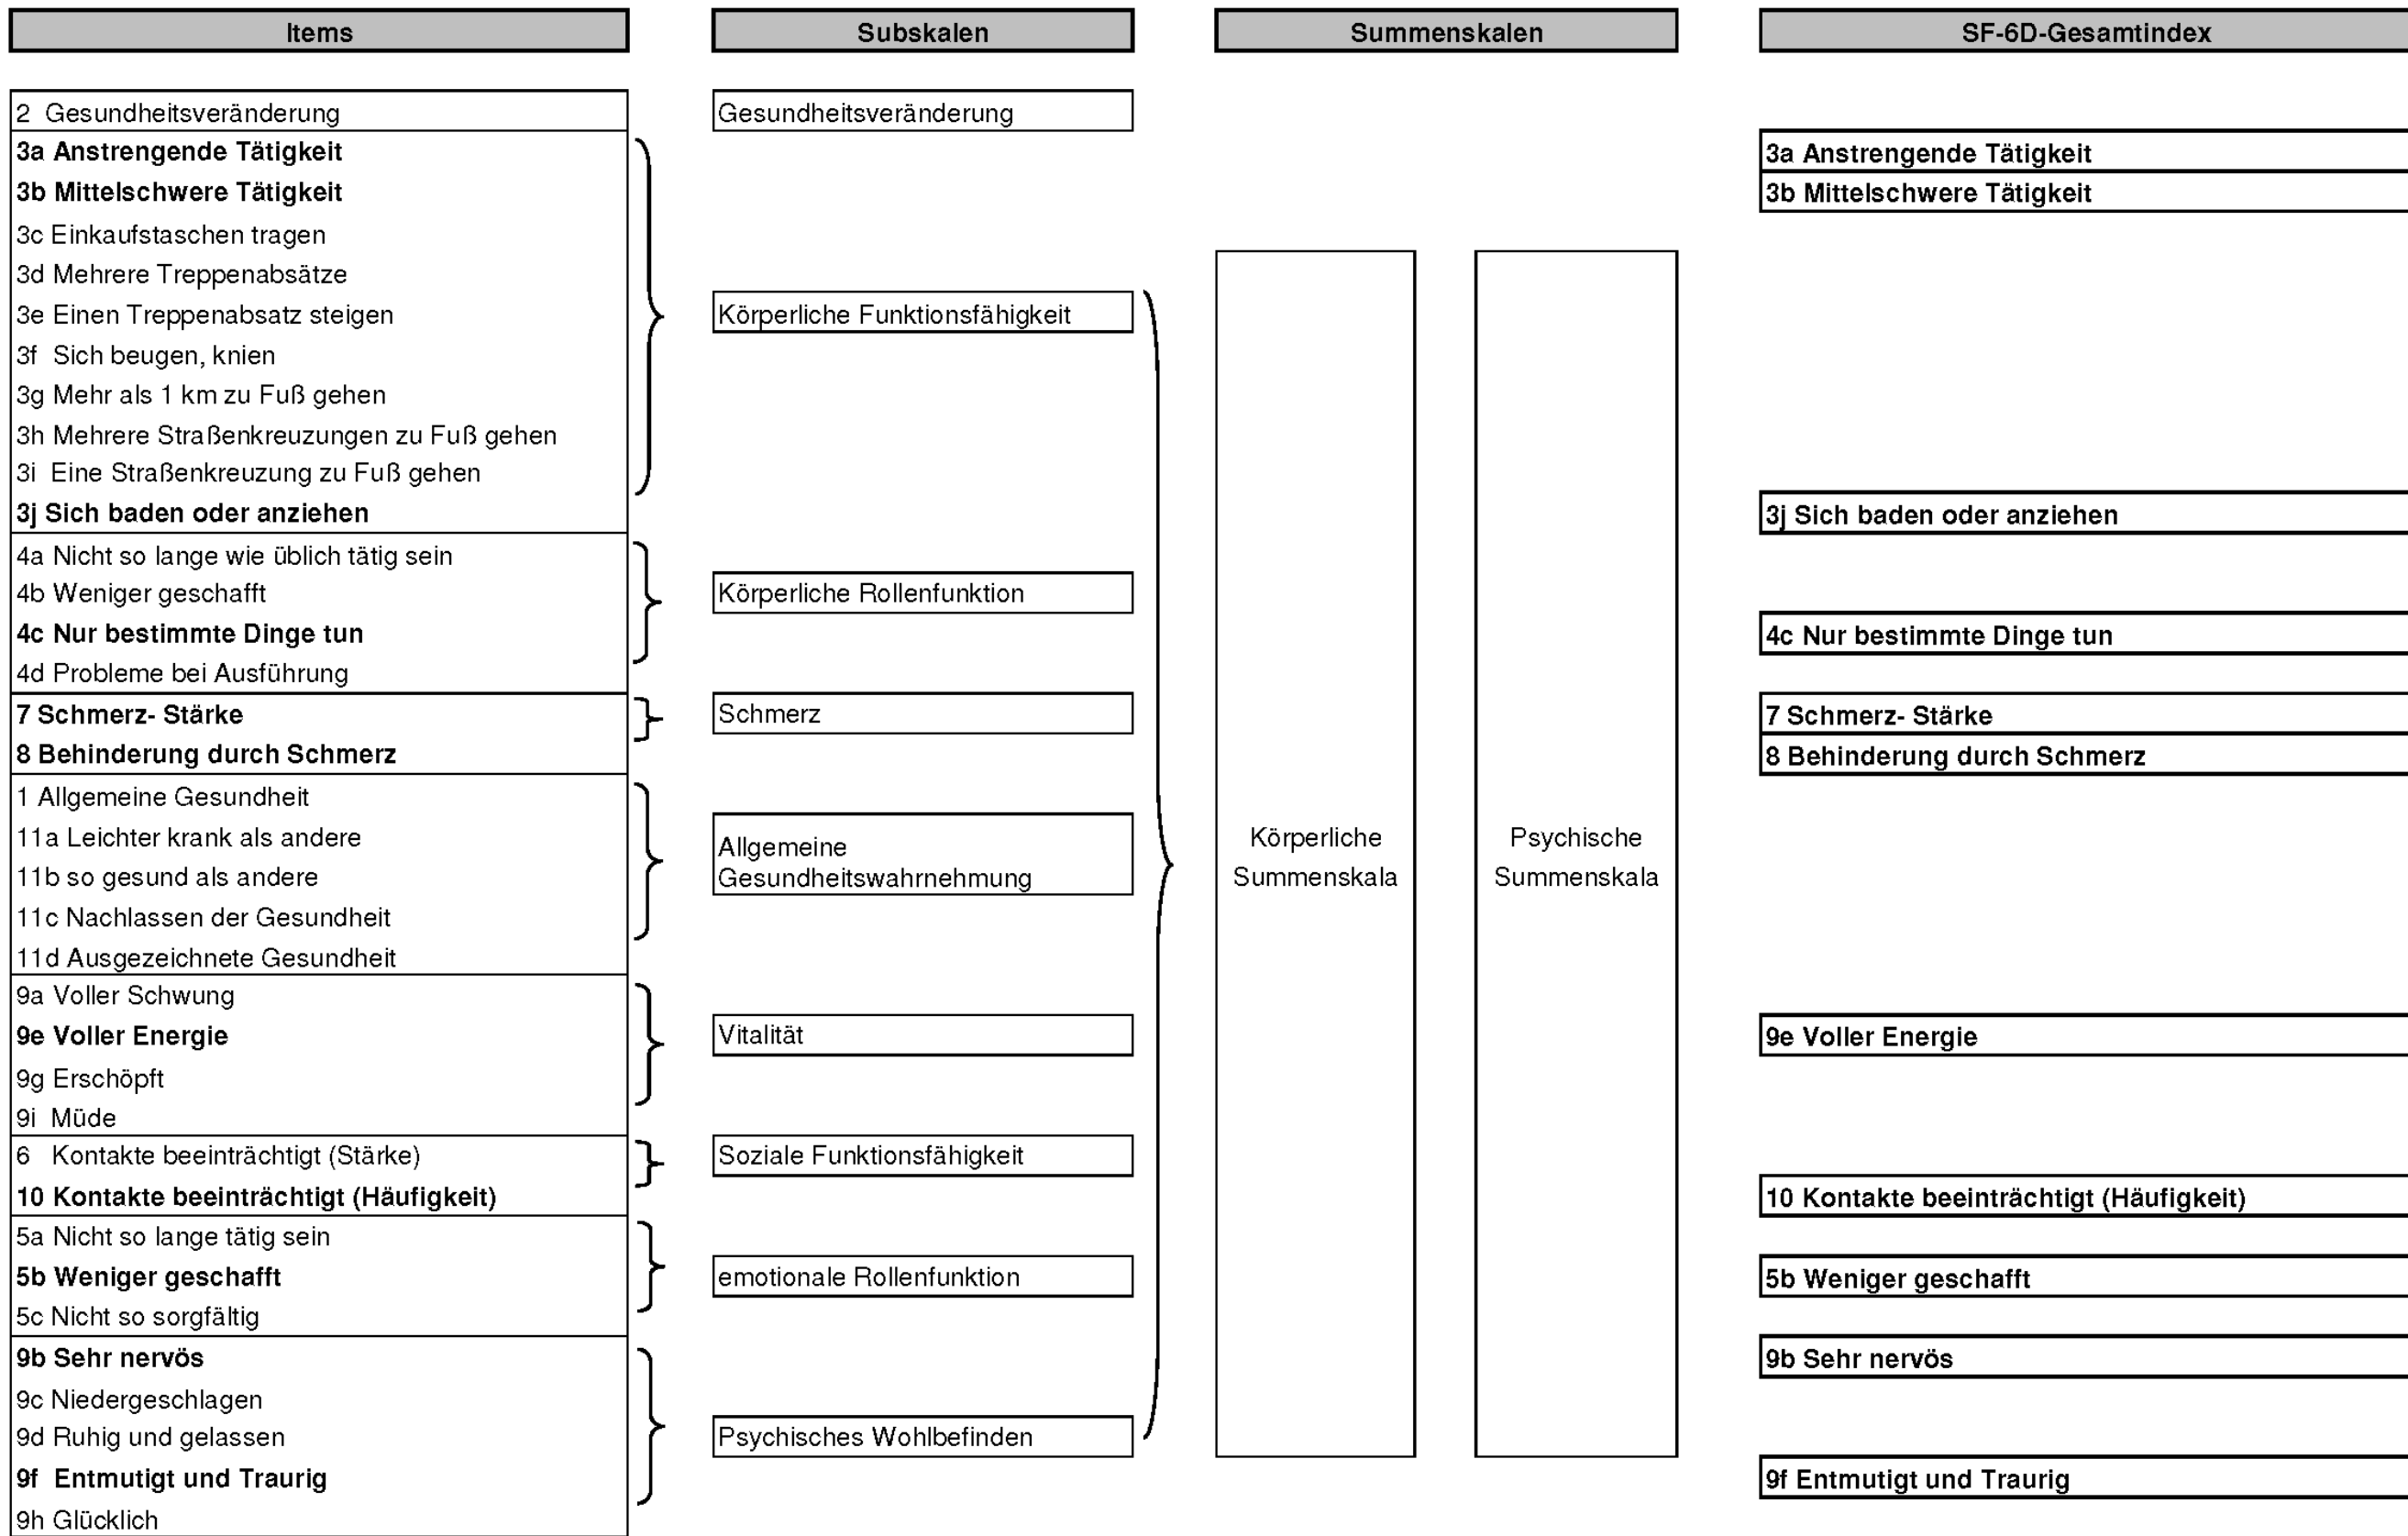 Items
Subskalen
Summenskalen
SF-6D-Gesamtindex
2 Gesundheitsveränderung
3a Anstrengende Tätigkeit
3b Mittelschwere Tätigkeit
3c Einkaufstaschen tragen
3d Mehrere Treppenabsätze
3e Einen Treppenabsatz steigen
3f Sich beugen, knien
3g Mehr als 1 km zu Fuß gehen
3h Mehrere Straßenkreuzungen zu Fuß gehen
3i Eine Straßenkreuzung zu Fuß gehen
3j Sich baden oder anziehen
4a Nicht so lange wie üblich tätig sein
4b Weniger geschafft
4c Nur bestimmte Dinge tun
4d Probleme bei Ausführung
7 Schmerz- Stärke
8 Behinderung durch Schmerz
1 Allgemeine Gesundheit
11a Leichter krank als andere
11b so gesund als andere
11c Nachlassen der Gesundheit
11d Ausgezeichnete Gesundheit
9a Voller Schwung
9e Voller Energie
9g Erschöpft
9i Müde
6 Kontakte beeinträchtigt (Stärke)
10 Kontakte beeinträchtigt (Häufigkeit)
5a Nicht so lange tätig sein
5b Weniger geschafft
5c Nicht so sorgfältig
9b Sehr nervös
9c Niedergeschlagen
9d Ruhig und gelassen
9f Entmutigt und Traurig
9h Glücklich
Gesundheitsveränderung
Körperliche Funktionsfähigkeit
Körperliche Rollenfunktion
Schmerz
Allgemeine
Gesundheitswahrnehmung
Vitalität
Soziale Funktionsfähigkeit
emotionale Rollenfunktion
Psychisches Wohlbefinden
Körperliche
Summenskala
Psychische
Summenskala
3a Anstrengende Tätigkeit
3b Mittelschwere Tätigkeit
3j Sich baden oder anziehen
4c Nur bestimmte Dinge tun
7 Schmerz- Stärke
8 Behinderung durch Schmerz
9e Voller Energie
10 Kontakte beeinträchtigt (Häufigkeit)
5b Weniger geschafft
9b Sehr nervös
9f Entmutigt und Traurig